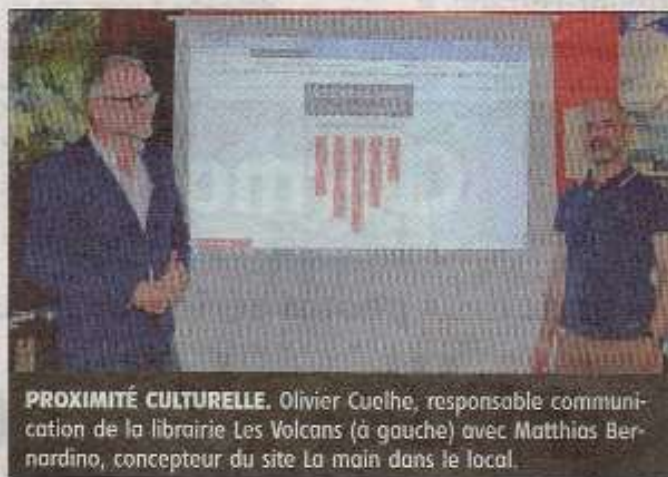 PROXIMITÉ CULTURELLE. Olivier Cuelhe, responsable communi-
cation de la librairie Les Volcans (à gauche) avec Matthias Ber-
nardino, concepteur du site La main dans le local.